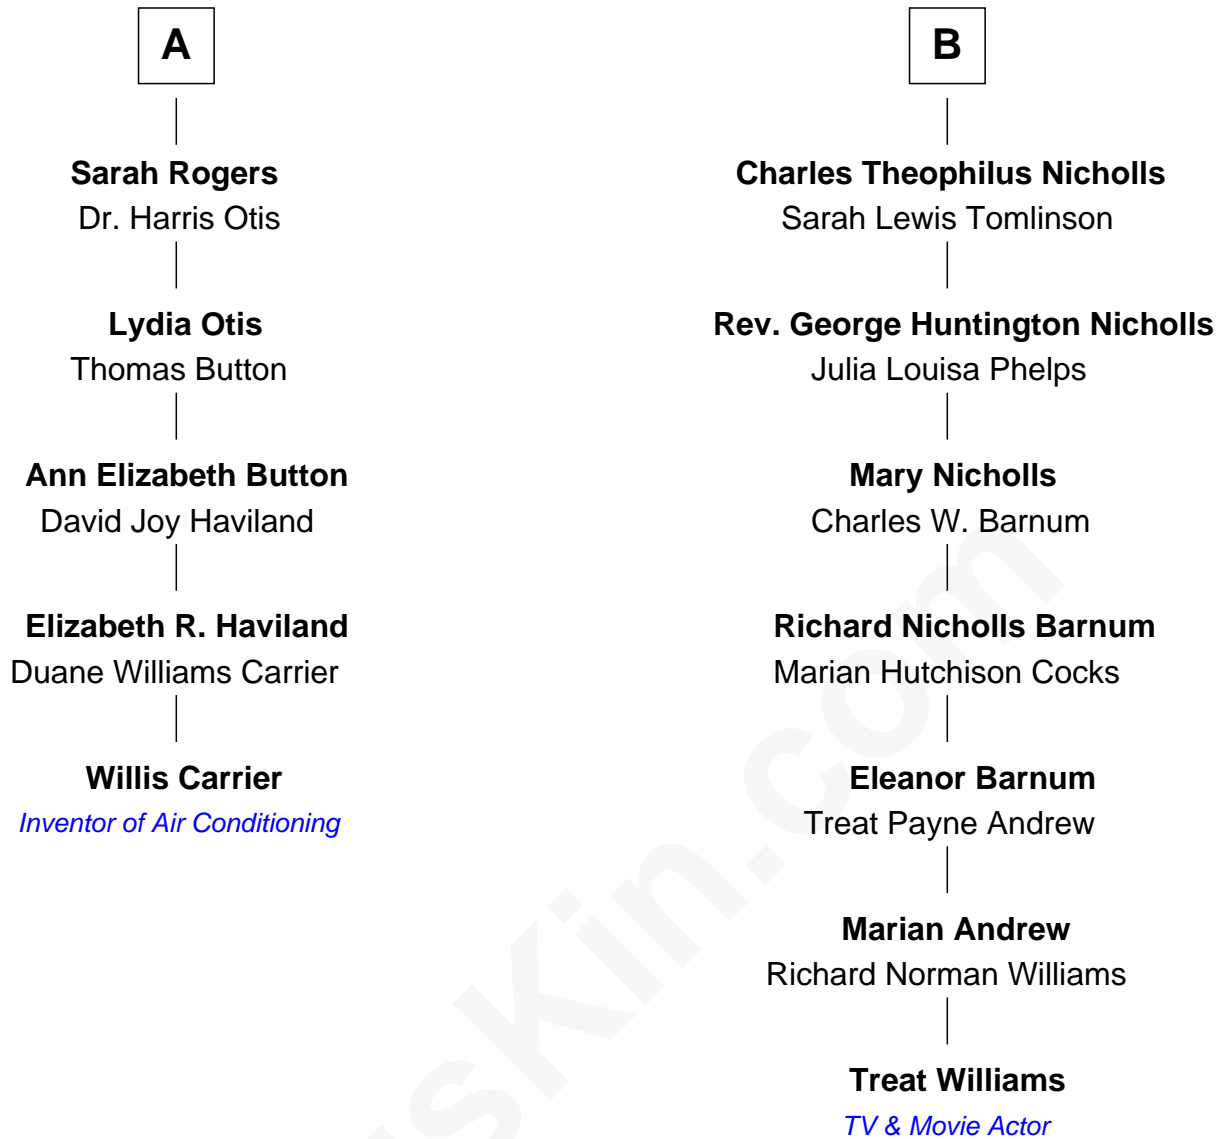 A
Sarah Rogers
Dr. Harris Otis
Lydia Otis
Thomas Button
Ann Elizabeth Button
David Joy Haviland
Elizabeth R. Haviland
Duane Williams Carrier
Willis Carrier
Inventor of Air Conditioning
B
Charles Theophilus Nicholls
Sarah Lewis Tomlinson
Rev. George Huntington Nicholls
Julia Louisa Phelps
Mary Nicholls
Charles W. Barnum
Richard Nicholls Barnum
Marian Hutchison Cocks
Eleanor Barnum
Treat Payne Andrew
Marian Andrew
Richard Norman Williams
Treat Williams
TV & Movie Actor
sKin.com